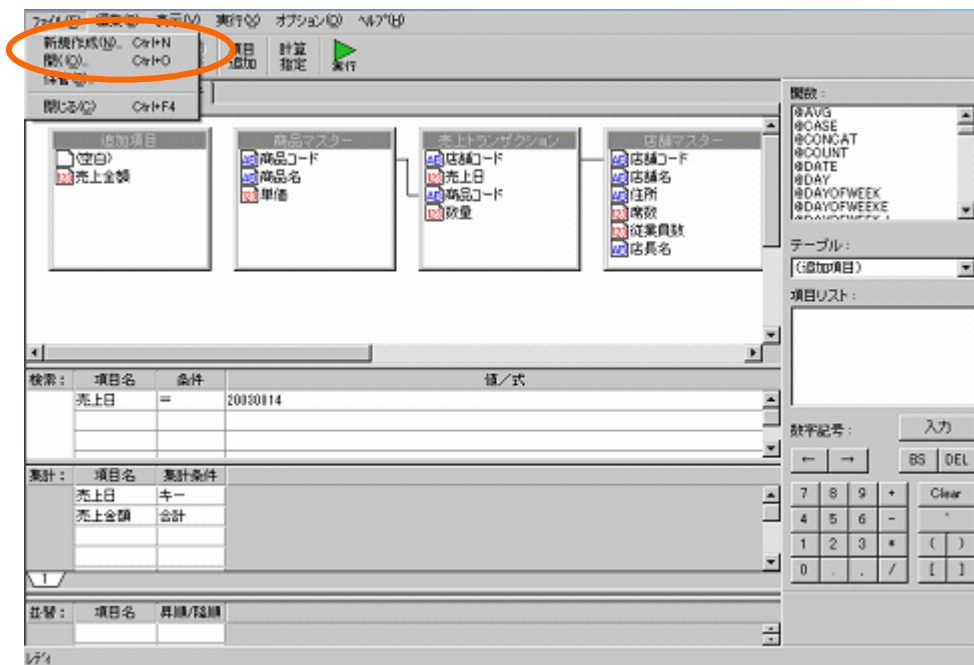 ファイル(F) 編集(E) 表示(V) 実行(X) オプション(O) ヘルプ(H)
新規作成(N)... Ctrl+N
開く(O)... Ctrl+O
保管(S)...
閉じる(C) Ctrl+F4
項目追加
計算指定
実行
追加項目
(空白)
売上金額
商品マスター
商品コード
商品名
単価
売上トランザクション
店舗コード
売上日
商品コード
数量
店舗マスター
店舗コード
店舗名
住所
席数
従業員数
店長名
関数:
@AVG
@CASE
@CONCAT
@COUNT
@DATE
@DAY
@DAYOFWEEK
@DAYOFWEEKE
テーブル:
(追加項目)
項目リスト:
検索: 項目名 条件 値/式
売上日 = 20030814
集計: 項目名 集計条件
売上日 キー
売上金額 合計
1
並替: 項目名 昇順/降順
数字記号: 入力
← → BS DEL
7 8 9 + Clear
4 5 6 - '
1 2 3 * ( )
0 . , / [ ]
レディ